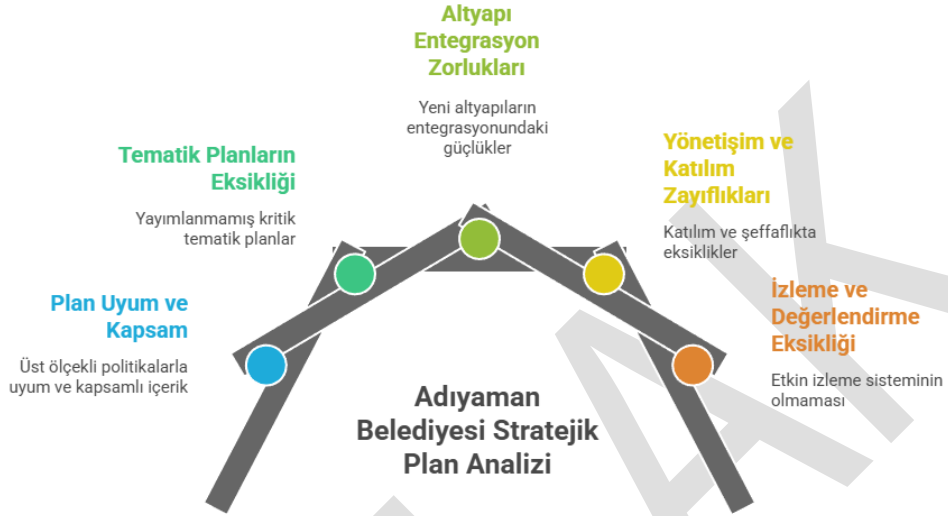 Altyapı
Entegrasyon
Zorlukları
Yeni altyapıların
entegrasyonundaki
güçlükler
Tematik Planların
Eksikliği
Yayımlanmamış kritik
tematik planlar
Yönetişim ve
Katılım
Zayıflıkları
Katılım ve şeffaflıkta
eksiklikler
Plan Uyum ve
Kapsam
Üst ölçekli politikalarla
uyum ve kapsamlı içerik
İzleme ve
Değerlendirme
Eksikliği
Etkin izleme sisteminin
olmaması
Adıyaman
Belediyesi Stratejik
Plan Analizi